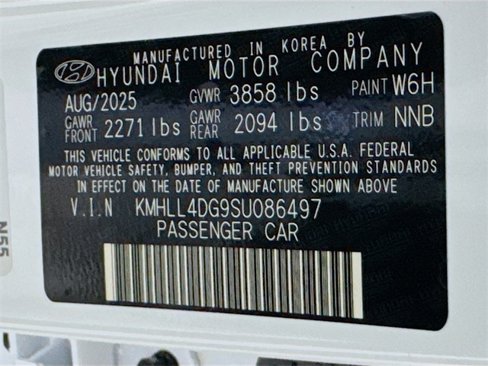 MANUFACTURED IN KOREA BY
HYUNDAI MOTOR COMPANY
AUG/2025 GVWR 3858 lbs PAINT W6H
GAWR FRONT 2271 lbs GAWR REAR 2094 lbs TRIM NNB
THIS VEHICLE CONFORMS TO ALL APPLICABLE U.S.A. FEDERAL
MOTOR VEHICLE SAFETY, BUMPER, AND THEFT PREVENTION STANDARDS
IN EFFECT ON THE DATE OF MANUFACTURE SHOWN ABOVE
V.I.N KMHLL4DG9SU086497
PASSENGER CAR
N55